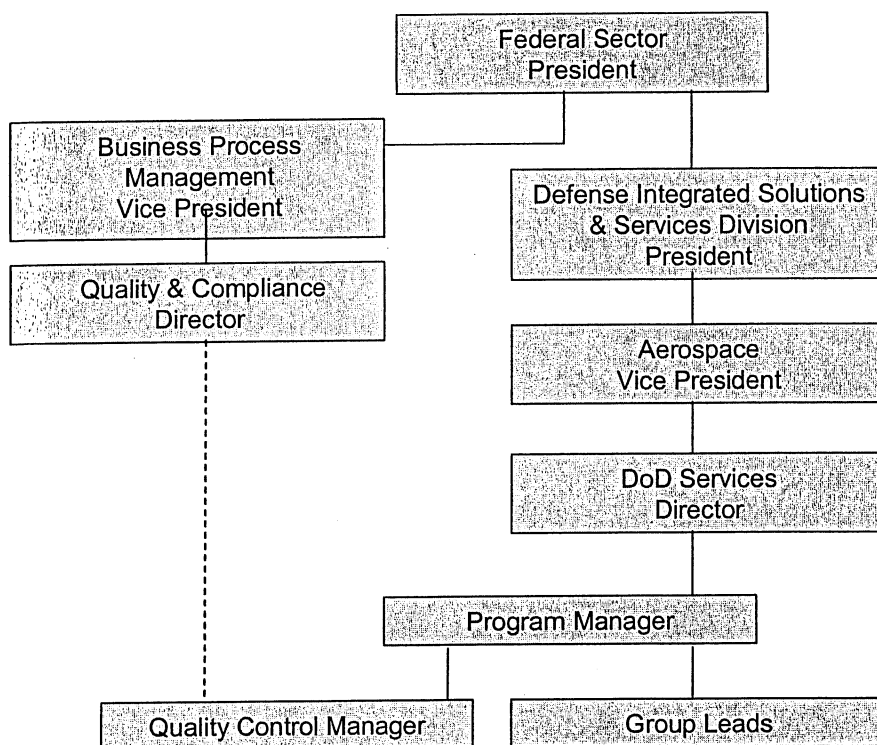 Federal Sector
President
Business Process
Management
Vice President
Defense Integrated Solutions
& Services Division
President
Quality & Compliance
Director
Aerospace
Vice President
DoD Services
Director
Program Manager
Quality Control Manager
Group Leads